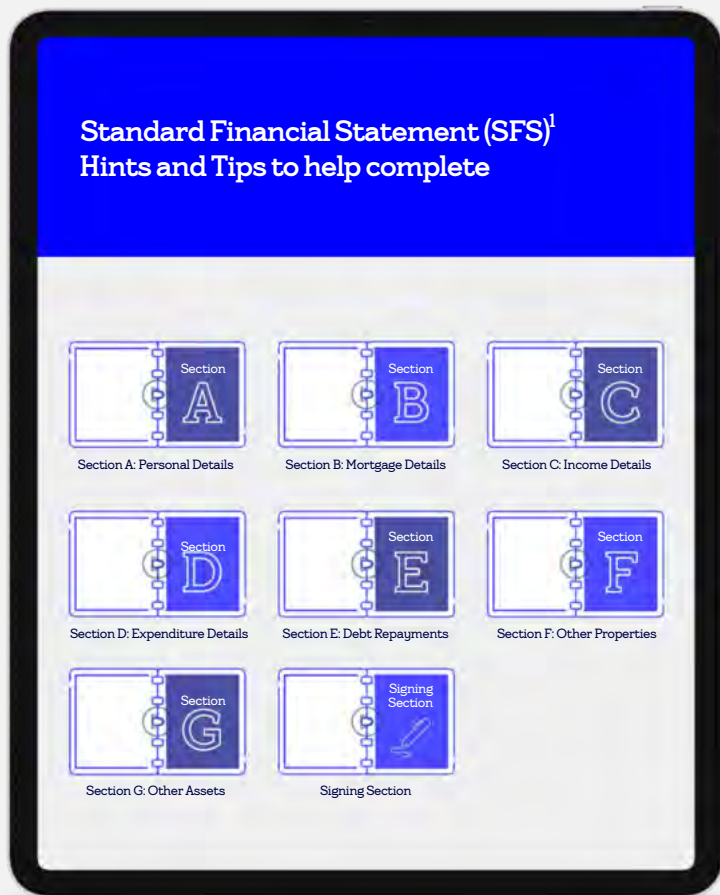 Standard Financial Statement (SFS)¹
Hints and Tips to help complete
Section
A
Section
B
Section
C
Section A: Personal Details
Section B: Mortgage Details
Section C: Income Details
Section
D
Section
E
Section
F
Section D: Expenditure Details
Section E: Debt Repayments
Section F: Other Properties
Section
G
Signing
Section
Section G: Other Assets
Signing Section